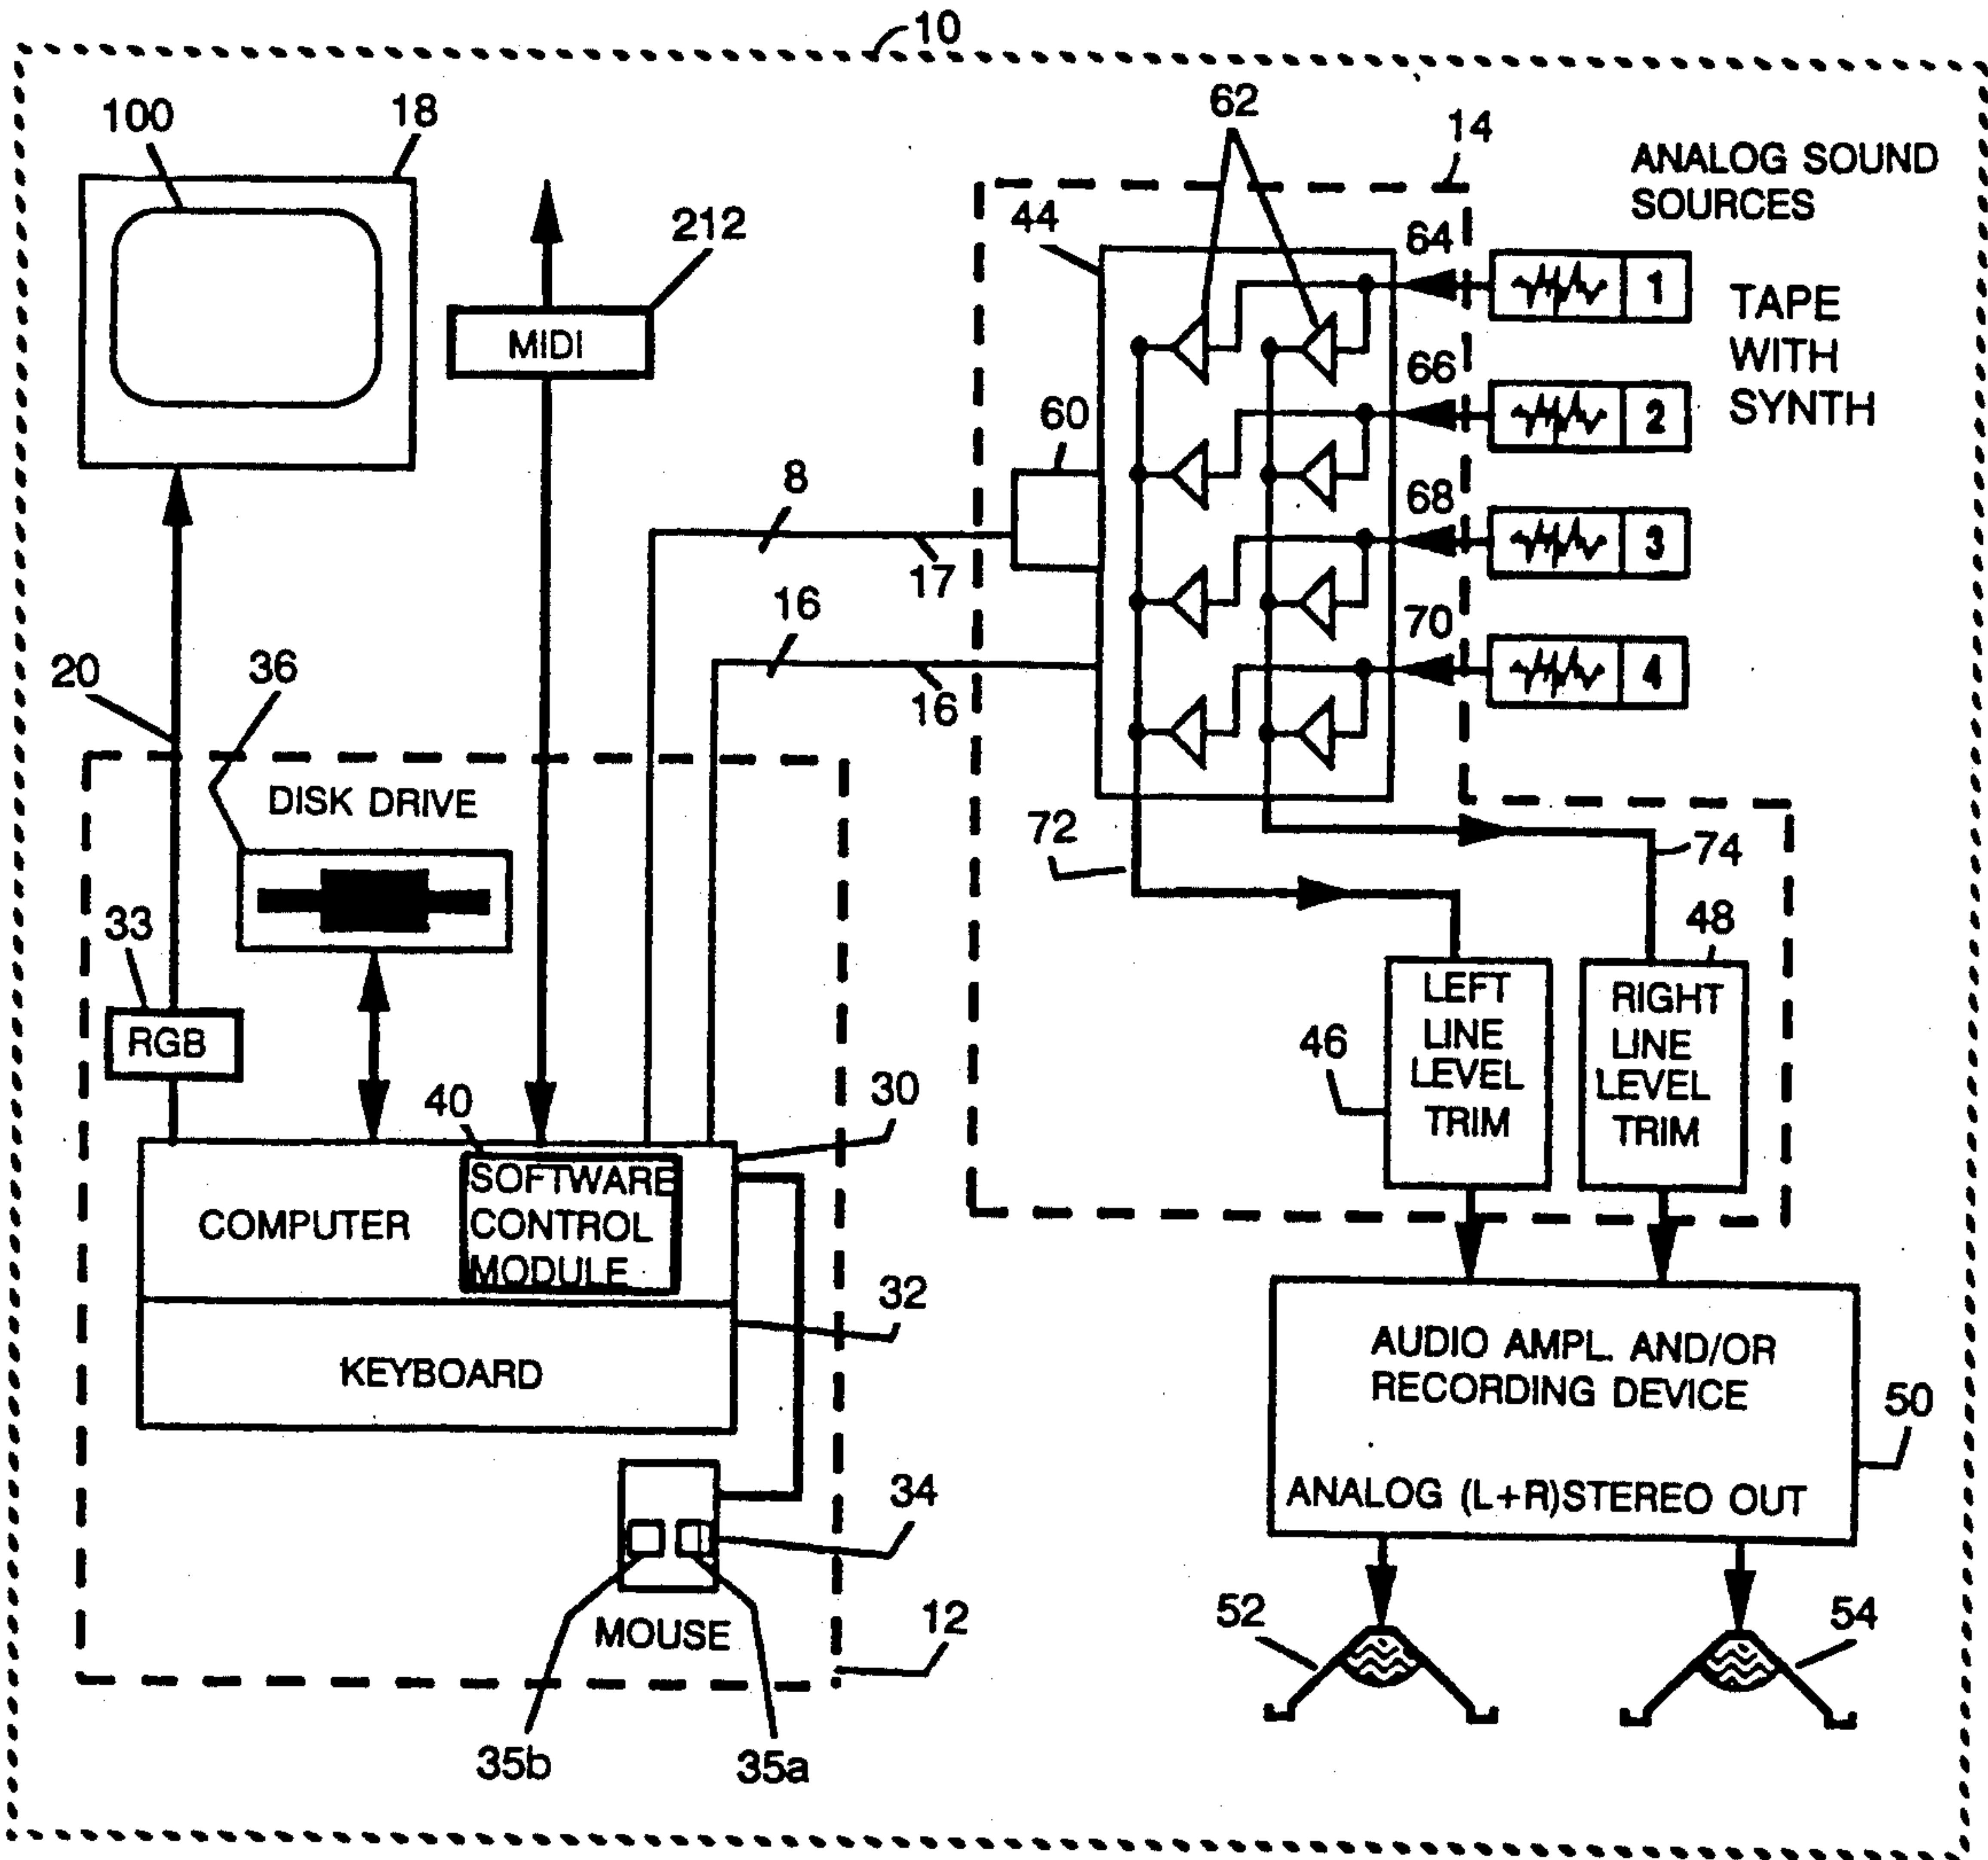 10
100
18
62
14
ANALOG SOUND
SOURCES
212
44
64
1
TAPE
WITH
SYNTH
MIDI
66
2
60
8
68
3
17
16
70
4
16
20
36
DISK DRIVE
72
74
33
48
RGB
LEFT
LINE
LEVEL
TRIM
RIGHT
LINE
LEVEL
TRIM
46
40
30
COMPUTER
SOFTWARE
CONTROL
MODULE
32
KEYBOARD
AUDIO AMPL. AND/OR
RECORDING DEVICE
50
34
ANALOG (L+R)STEREO OUT
MOUSE
12
52
54
35b
35a